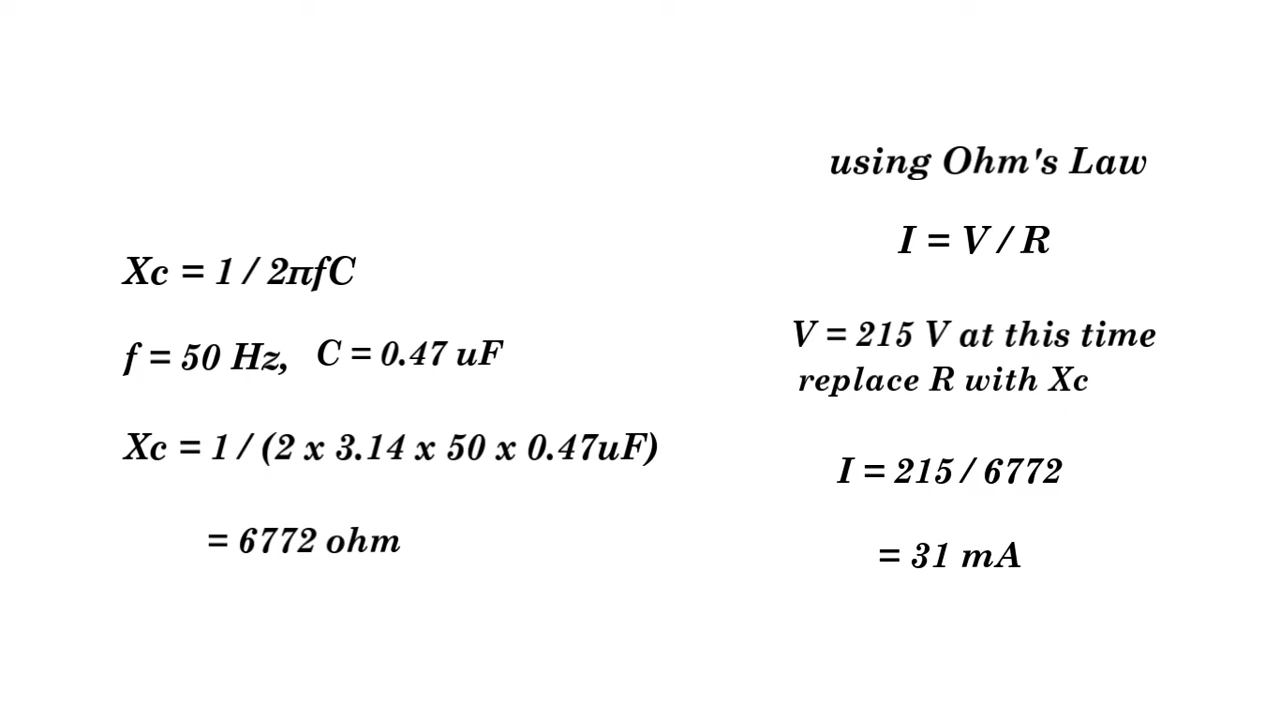 Xc = 1 / 2πfC
f = 50 Hz, C = 0.47 uF
Xc = 1 / (2 x 3.14 x 50 x 0.47uF)
= 6772 ohm
using Ohm's Law
I = V / R
V = 215 V at this time
replace R with Xc
I = 215 / 6772
= 31 mA